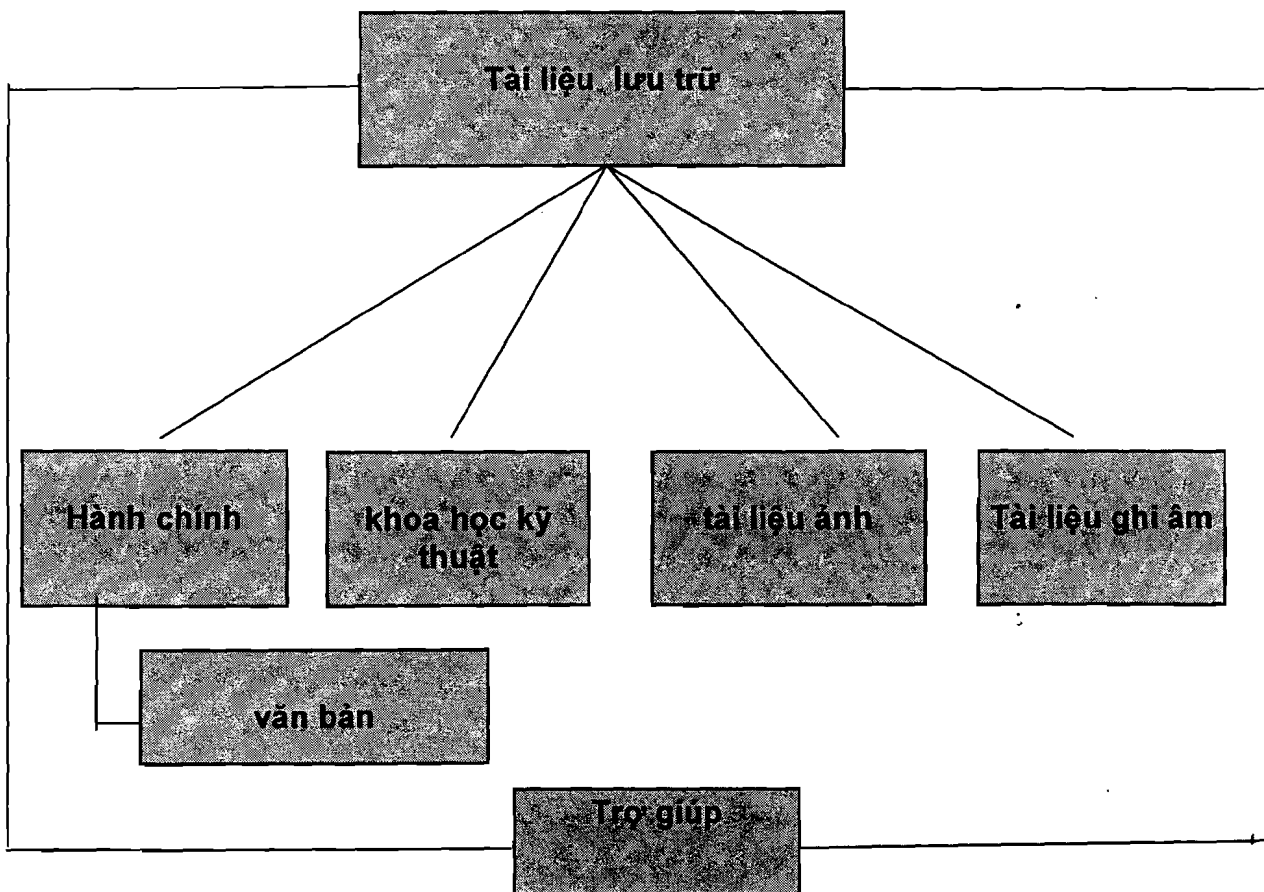 Tài liệu lưu trữ
Hành chính
khoa học kỹ
thuật
tài liệu ảnh
Tài liệu ghi âm
văn bản
Trợ giúp